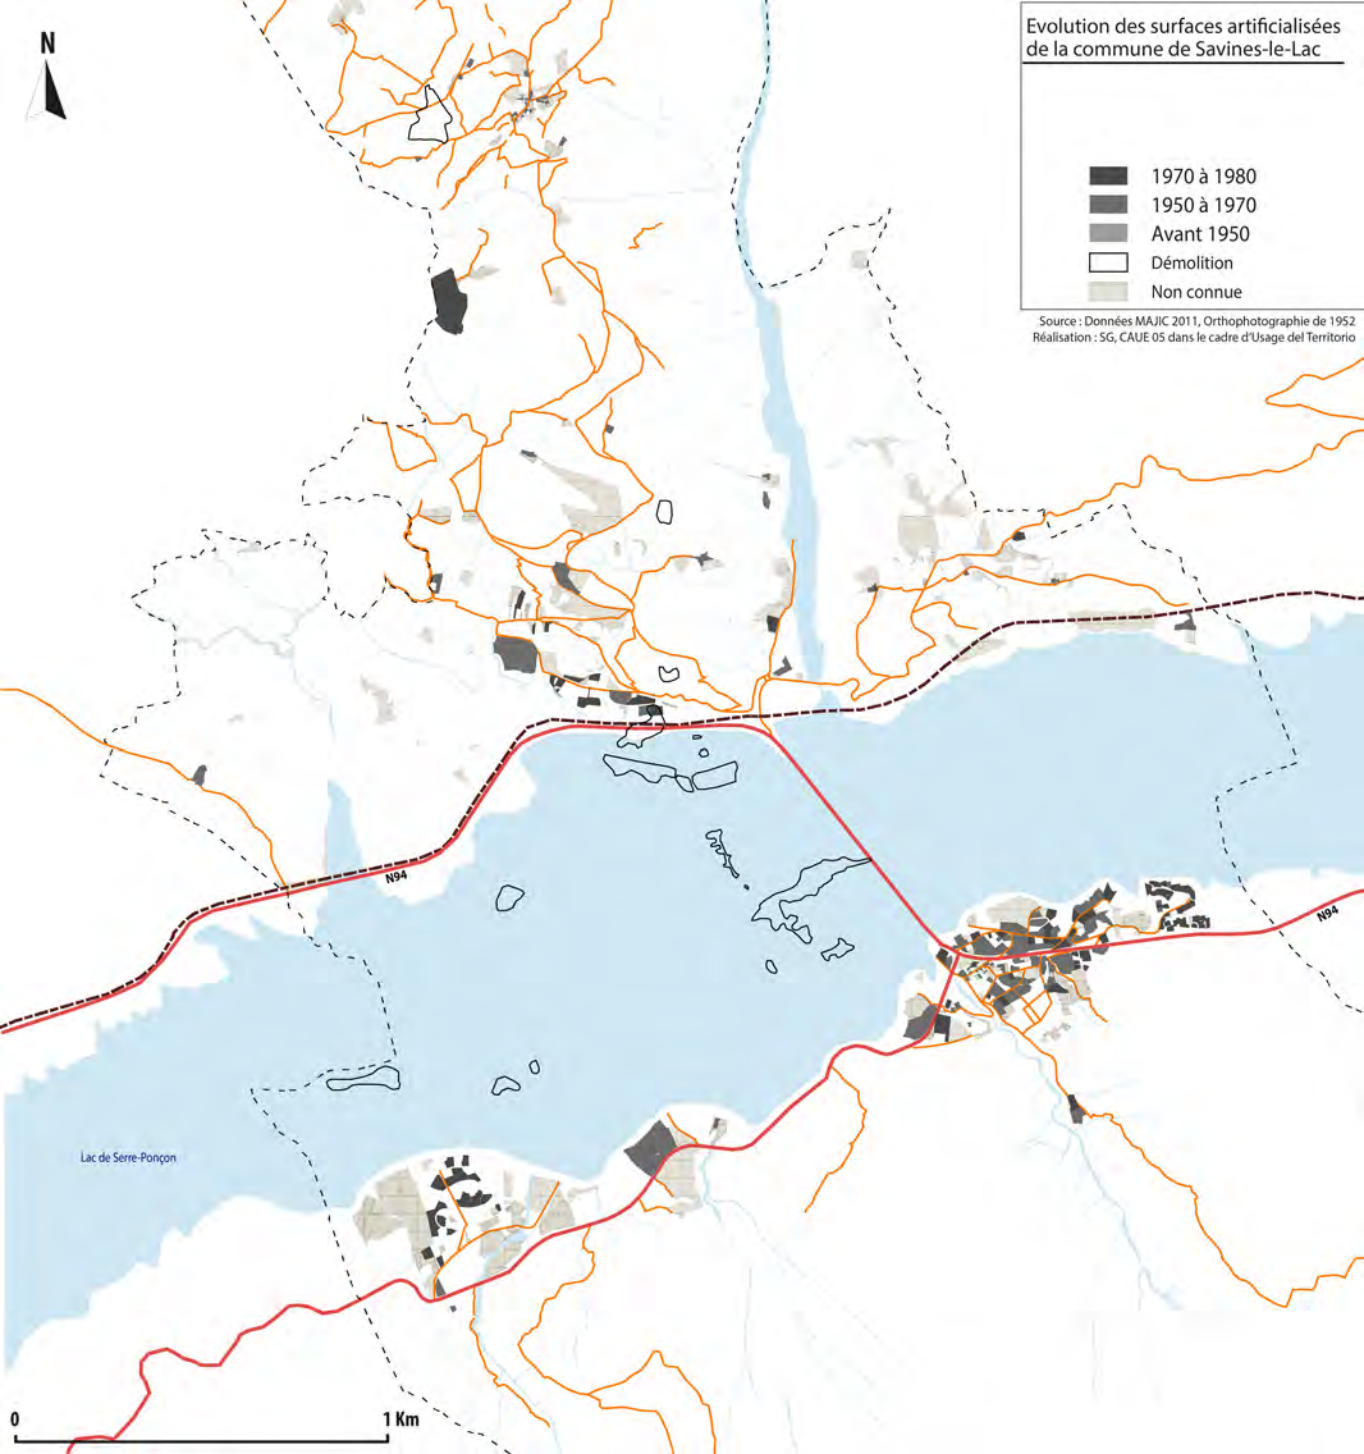 N
Evolution des surfaces artificialisées
de la commune de Savines-le-Lac
1970 à 1980
1950 à 1970
Avant 1950
Démolition
Non connue
Source : Données MAJIC 2011, Orthophotographie de 1952
Réalisation : SG, CAUE 05 dans le cadre d'Usage del Territorio
N94
N94
Lac de Serre-Ponçon
0 1 Km